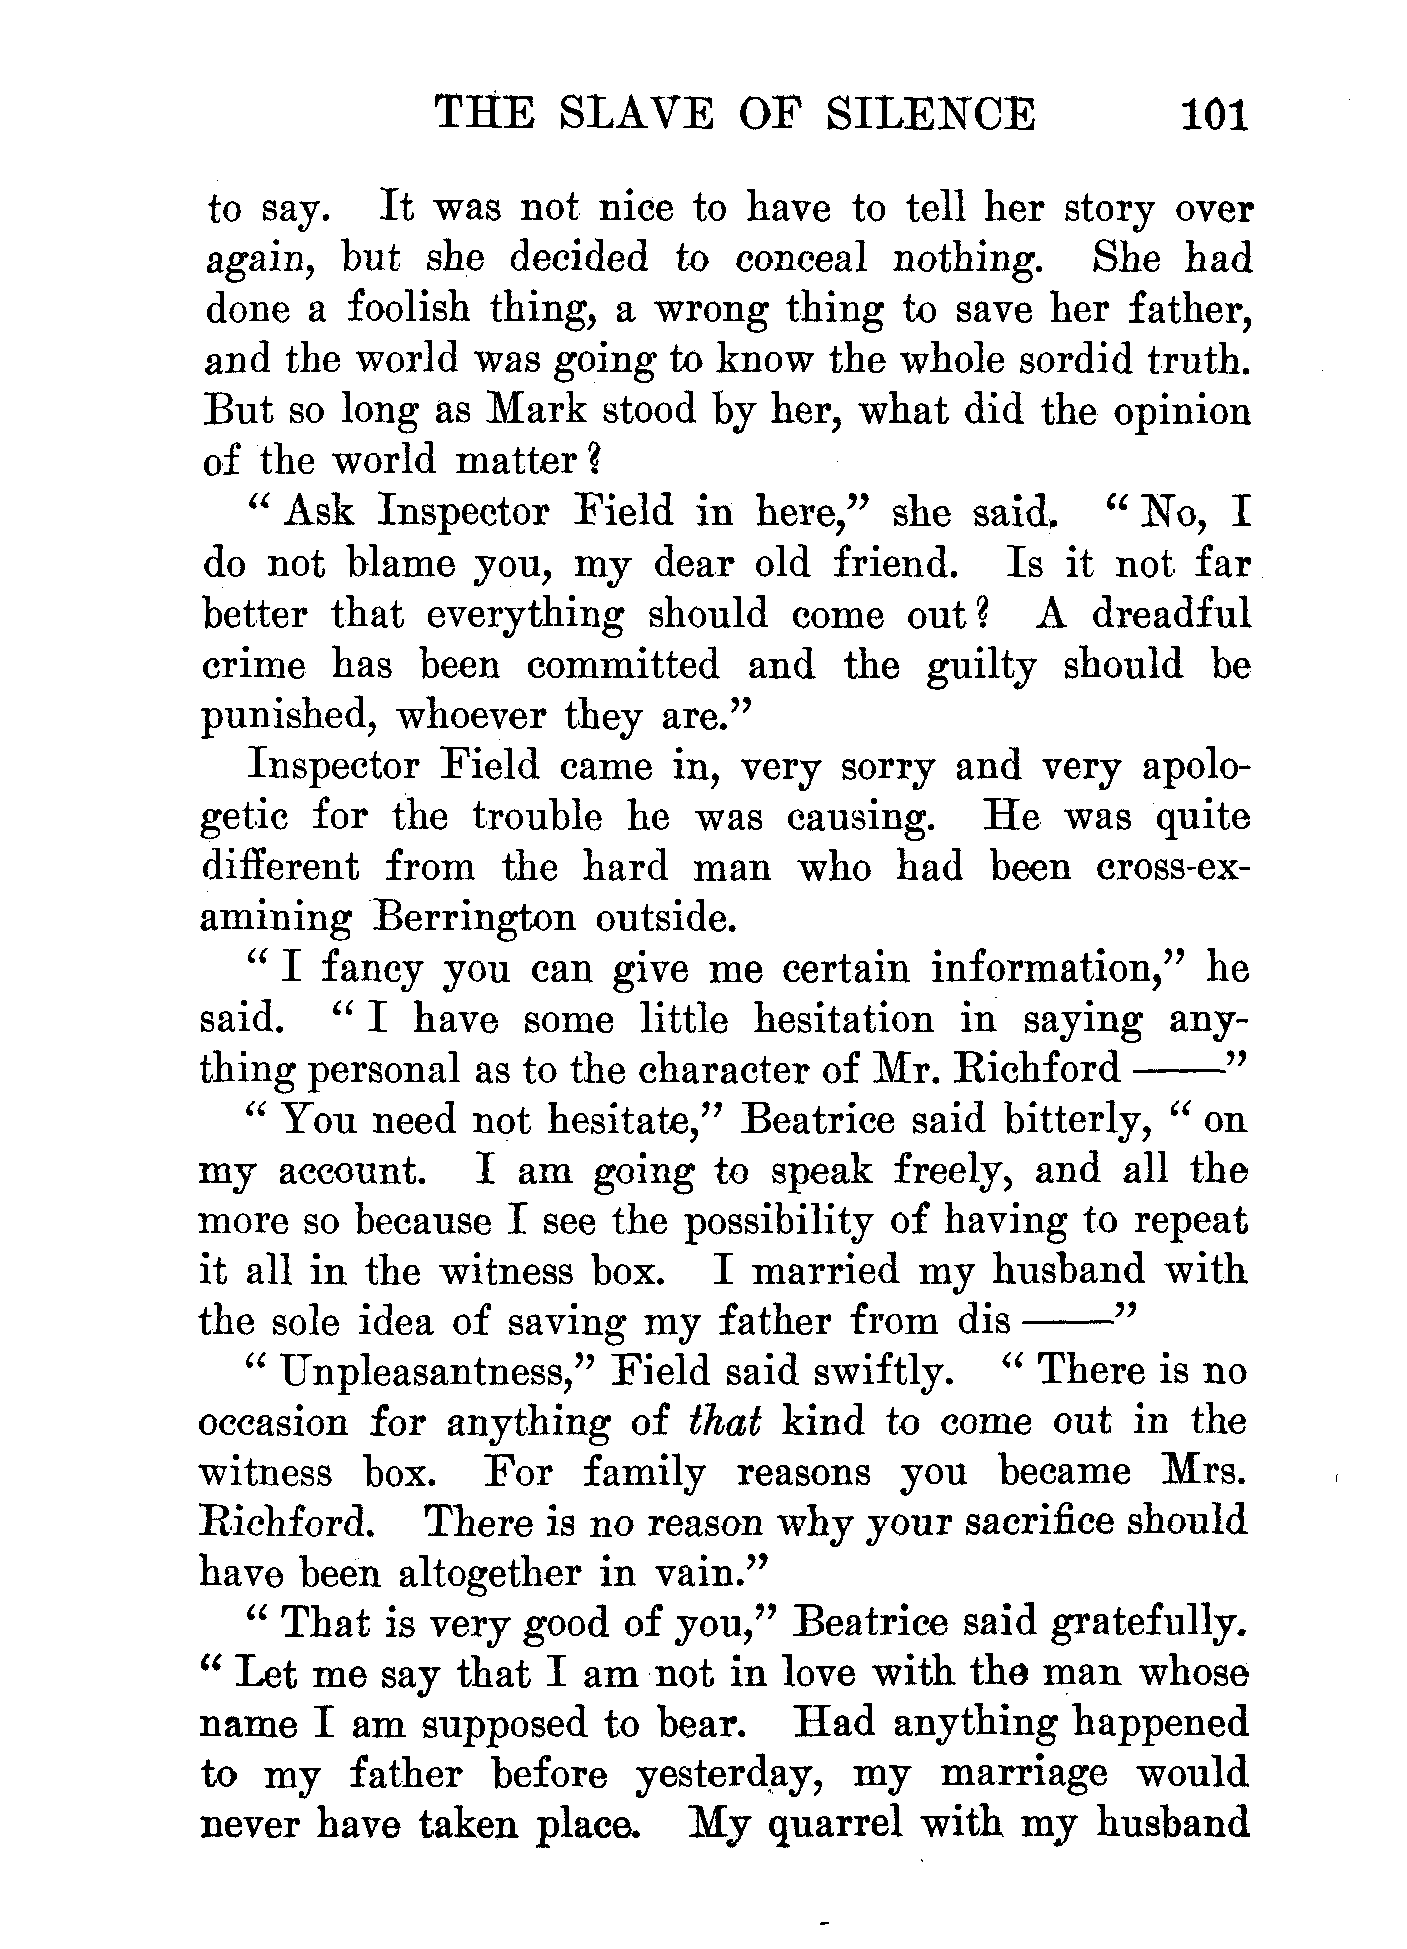 THE SLAVE OF SILENCE 101
to say. It was not nice to have to tell her story over
again, but she decided to conceal nothing. She had
done a foolish thing, a wrong thing to save her father,
and the world was going to know the whole sordid truth.
But so long as Mark stood by her, what did the opinion
of the world matter?
“Ask Inspector Field in here,” she said. “No, I
do not blame you, my dear old friend. Is it not far
better that everything should come out? A dreadful
crime has been committed and the guilty should be
punished, whoever they are.”
Inspector Field came in, very sorry and very apolo-
getic for the trouble he was causing. He was quite
different from the hard man who had been cross-ex-
amining Berrington outside.
“I fancy you can give me certain information,” he
said. “I have some little hesitation in saying any-
thing personal as to the character of Mr. Richford ——”
“You need not hesitate,” Beatrice said bitterly, “on
my account. I am going to speak freely, and all the
more so because I see the possibility of having to repeat
it all in the witness box. I married my husband with
the sole idea of saving my father from dis ——”
“Unpleasantness,” Field said swiftly. “There is no
occasion for anything of that kind to come out in the
witness box. For family reasons you became Mrs.
Richford. There is no reason why your sacrifice should
have been altogether in vain.”
“That is very good of you,” Beatrice said gratefully.
“Let me say that I am not in love with the man whose
name I am supposed to bear. Had anything happened
to my father before yesterday, my marriage would
never have taken place. My quarrel with my husband